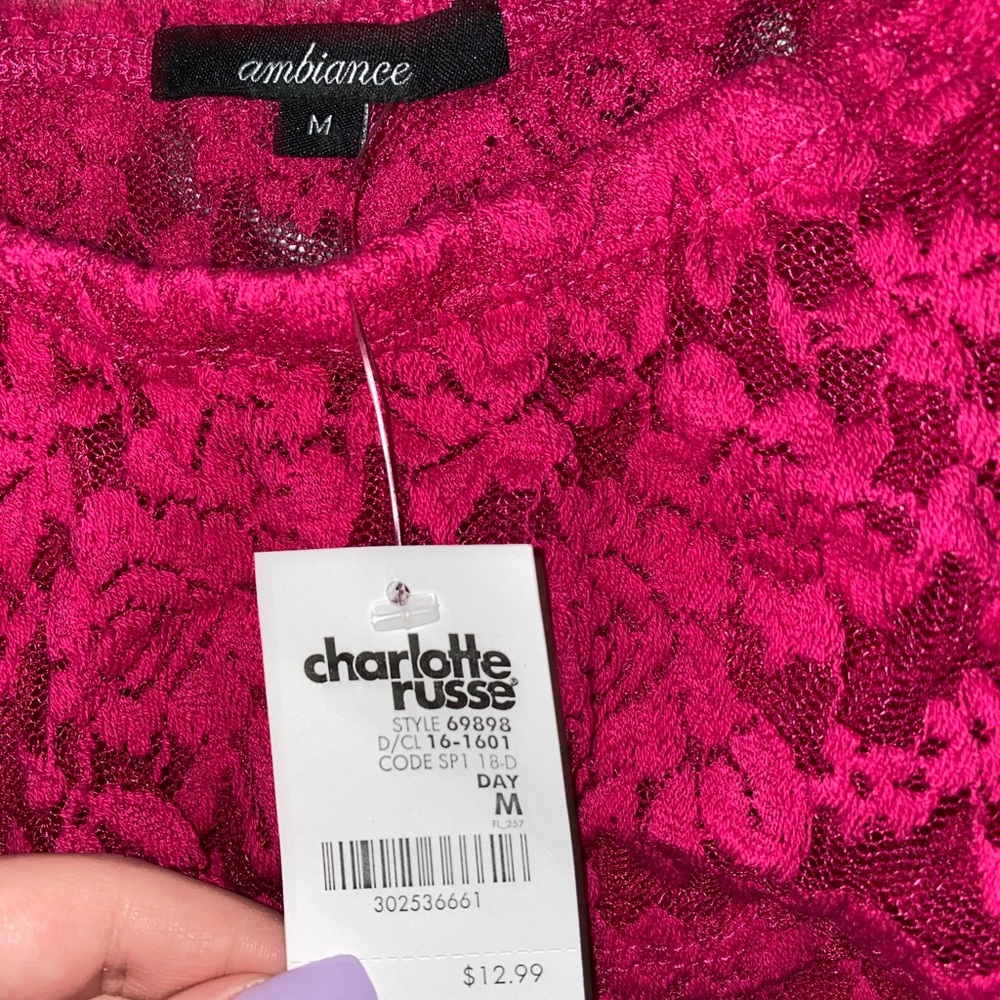 ambiance
M
charlotte
russe
STYLE 69898
D/CL 16-1601
CODE SP1 18-D
DAY
M
FL_257
302536661
$12.99